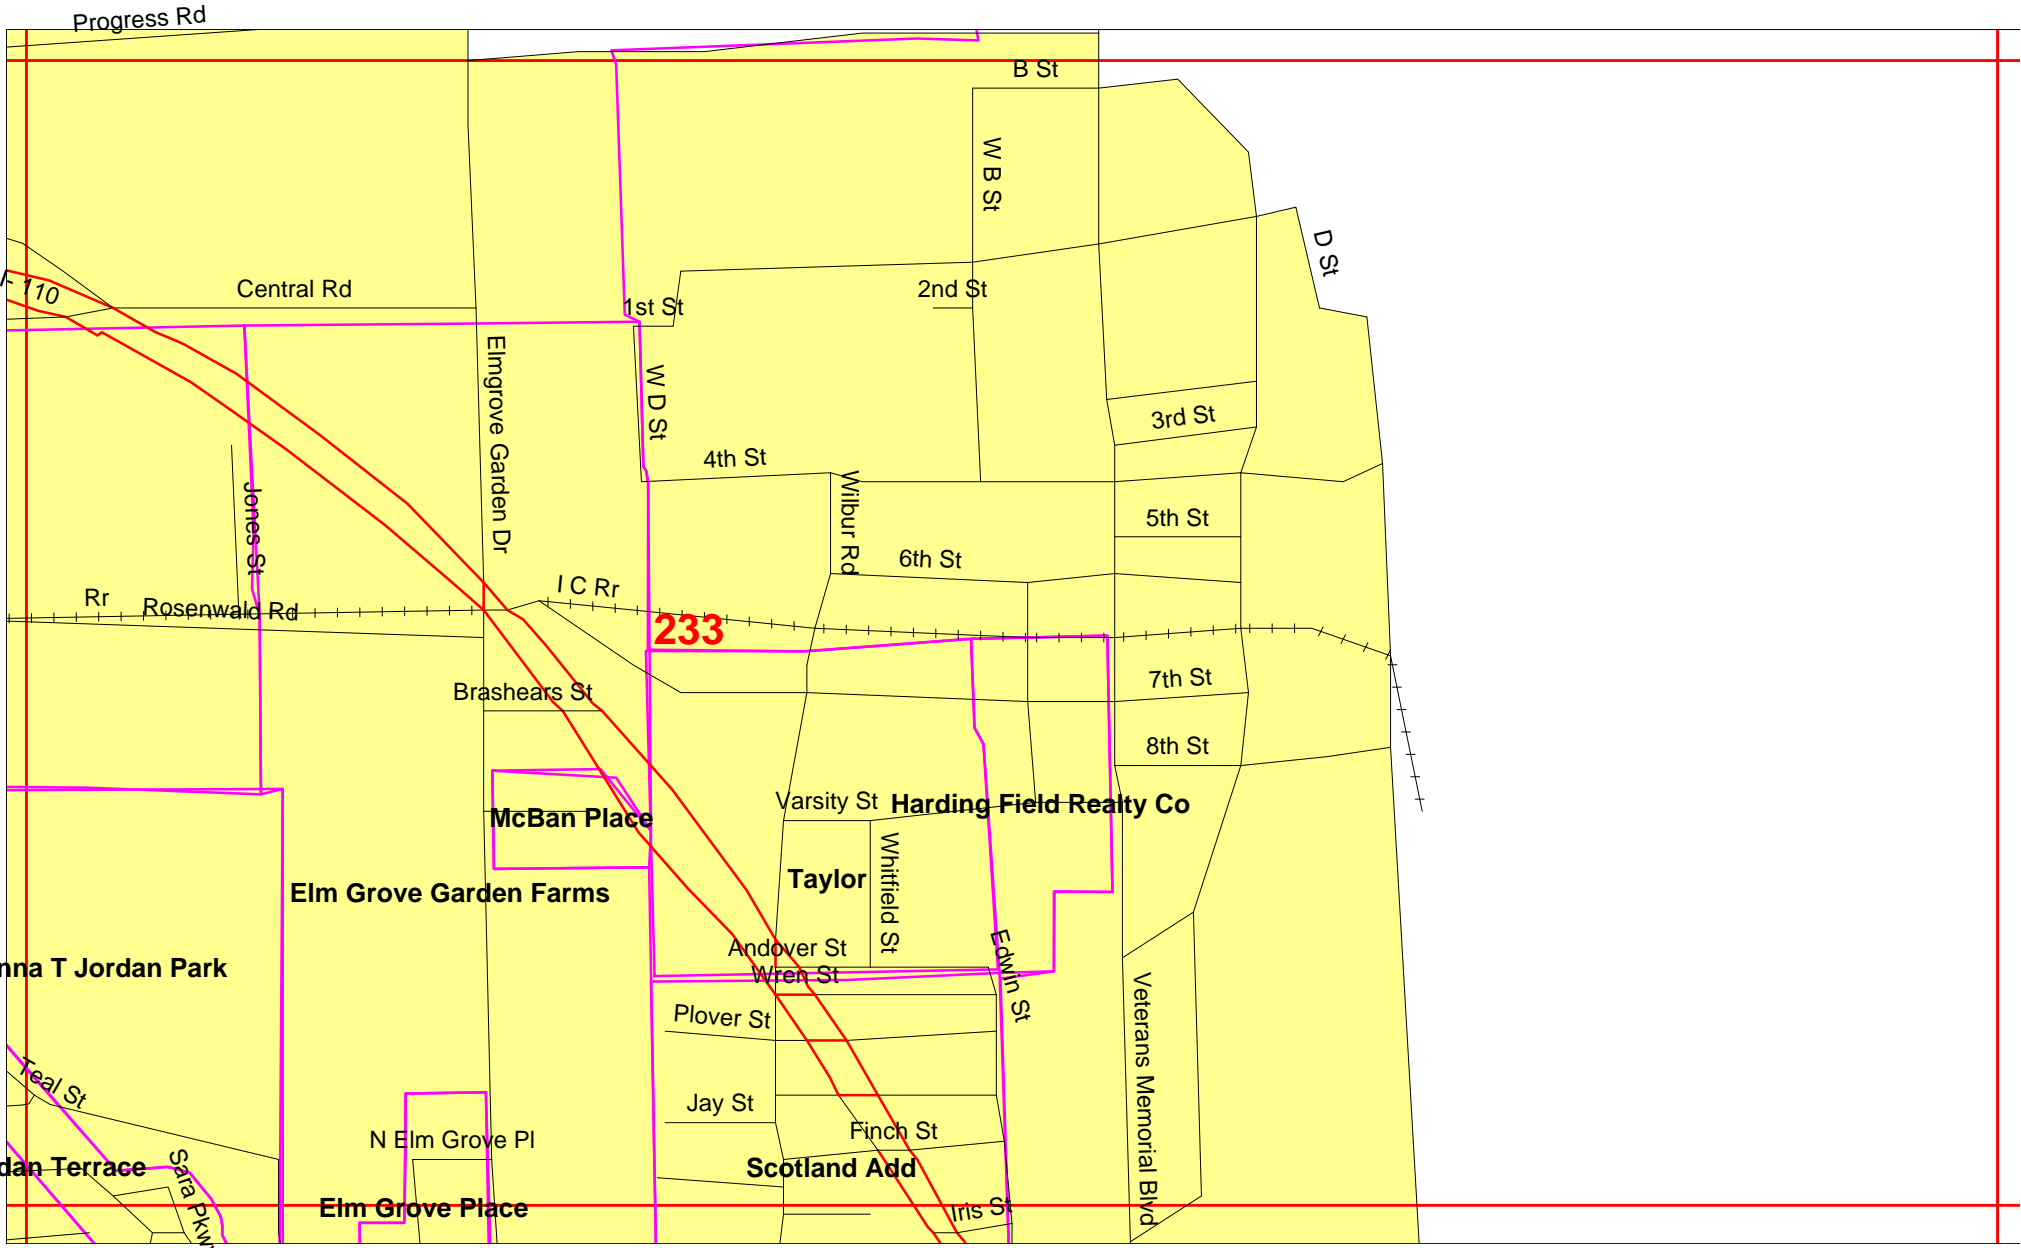 Progress Rd
B St
W B St
D St
I- 110
Central Rd
1st St
2nd St
Elmgrove Garden Dr
W D St
3rd St
4th St
Jones St
Wilbur Rd
5th St
6th St
I C Rr
Rr
Rosenwald Rd
233
7th St
Brashears St
8th St
Varsity St
Harding Field Realty Co
McBan Place
Whitfield St
Taylor
Elm Grove Garden Farms
Andover St
Edwin St
nna T Jordan Park
Wren St
Veterans Memorial Blvd
Plover St
Teal St
Jay St
Finch St
N Elm Grove Pl
dan Terrace
Sara Pkw
Scotland Add
Elm Grove Place
Iris St